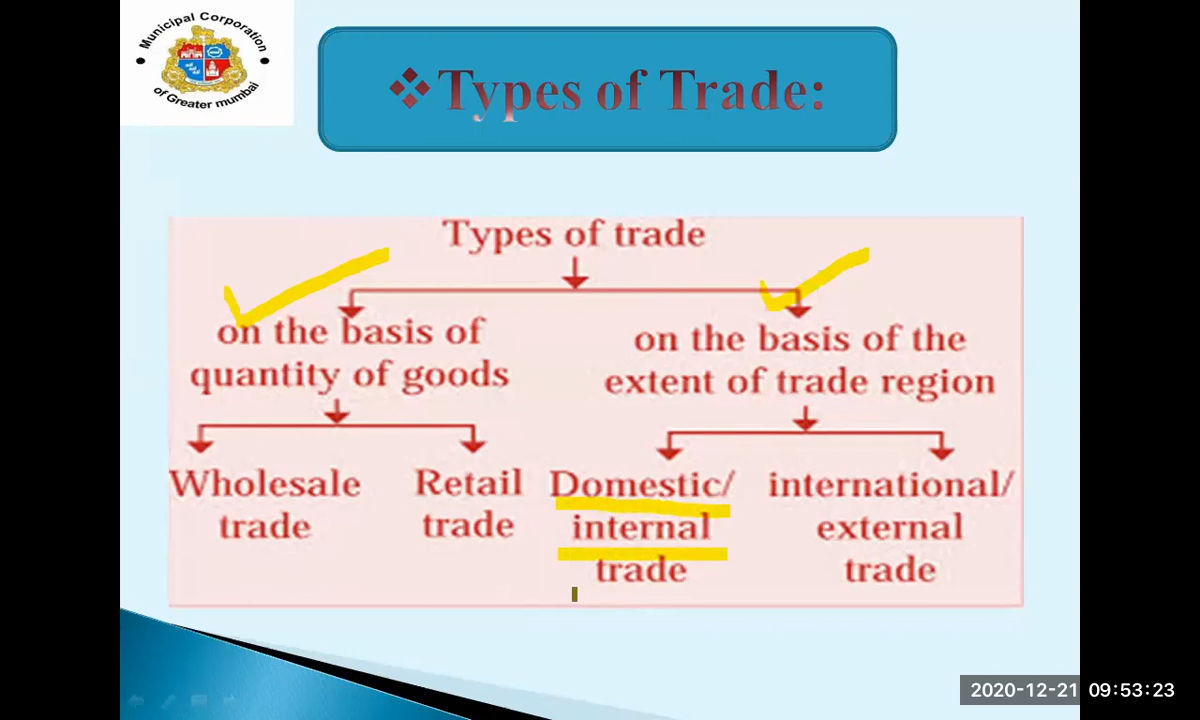 Municipal Corporation
of Greater mumbai
❖Types of Trade:
Types of trade
on the basis of
quantity of goods
on the basis of the
extent of trade region
Wholesale
trade
Retail
trade
Domestic/
internal
trade
international/
external
trade
2020-12-21 09:53:23